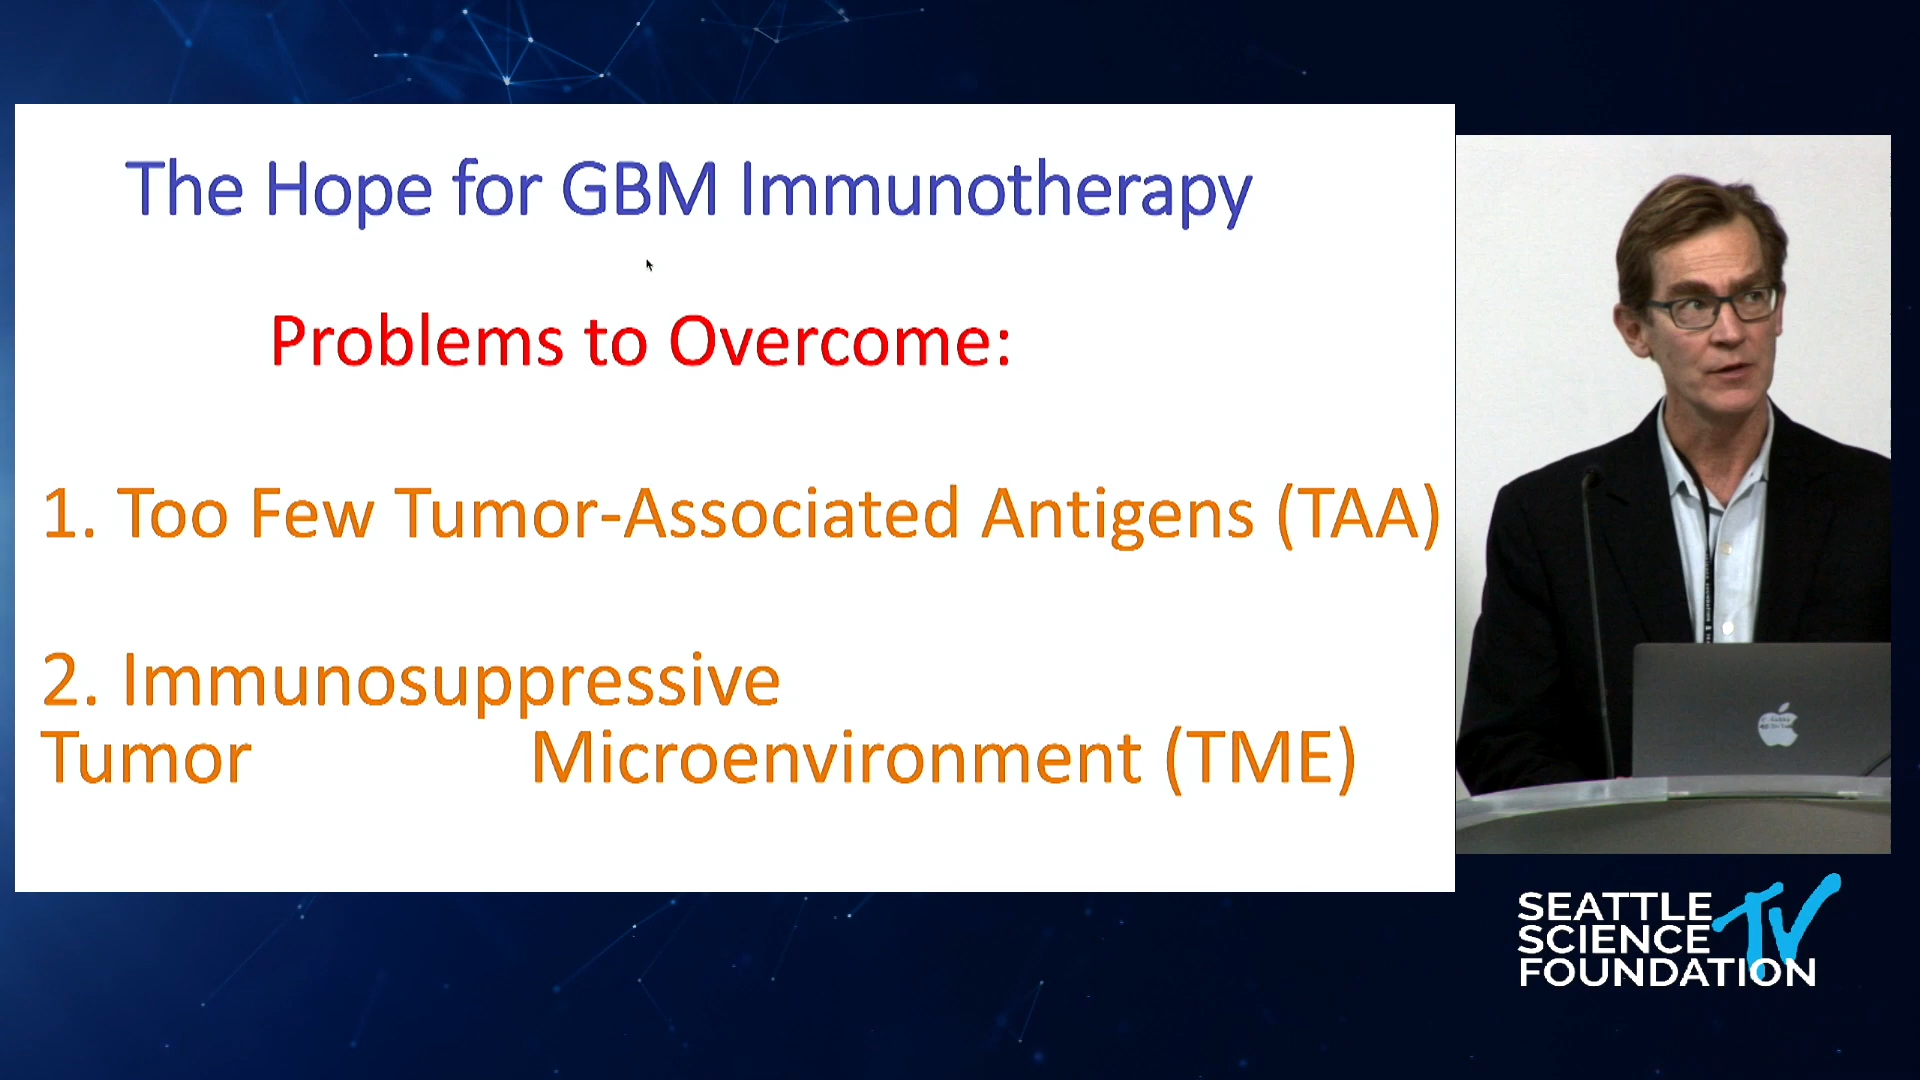 The Hope for GBM Immunotherapy
Problems to Overcome:
1. Too Few Tumor-Associated Antigens (TAA)
2. Immunosuppressive
Tumor Microenvironment (TME)
SEATTLE
SCIENCE
FOUNDATION
TV